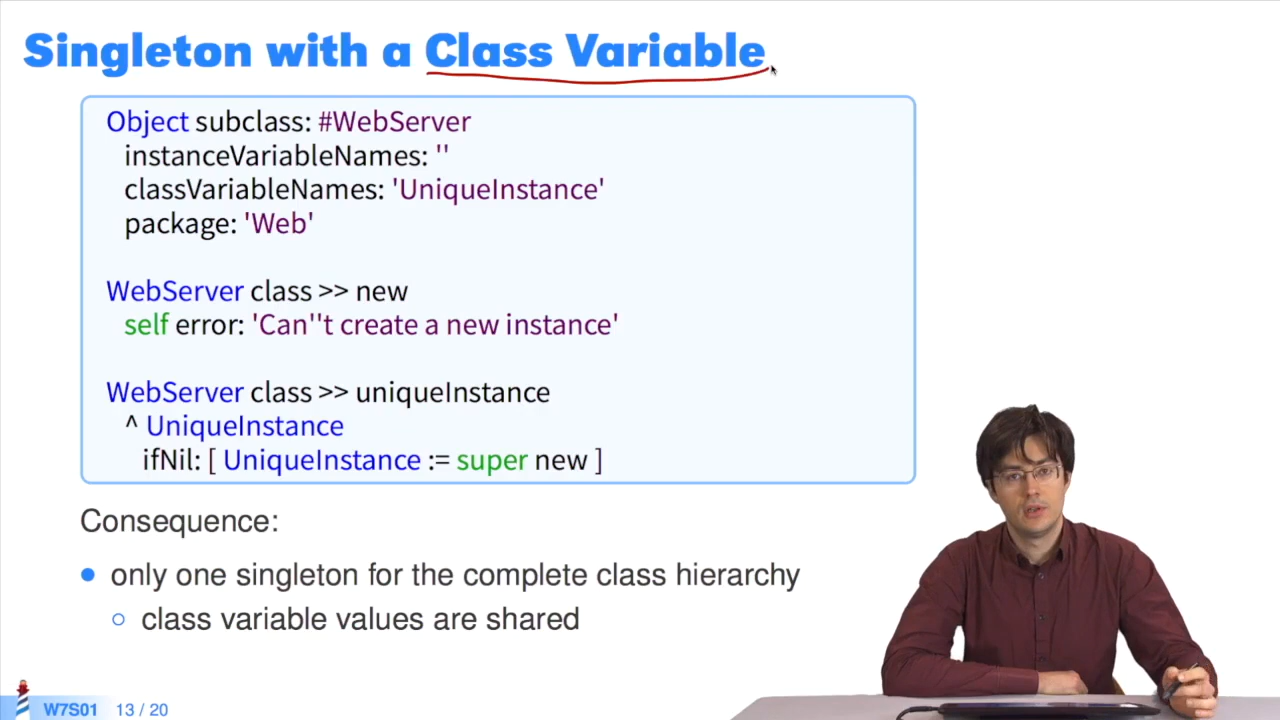 Singleton with a Class Variable
Object subclass: #WebServer
instanceVariableNames: ''
classVariableNames: 'UniqueInstance'
package: 'Web'
WebServer class >> new
self error: 'Can''t create a new instance'
WebServer class >> uniqueInstance
^ UniqueInstance
ifNil: [ UniqueInstance := super new ]
Consequence:
only one singleton for the complete class hierarchy
class variable values are shared
W7S01 13 / 20